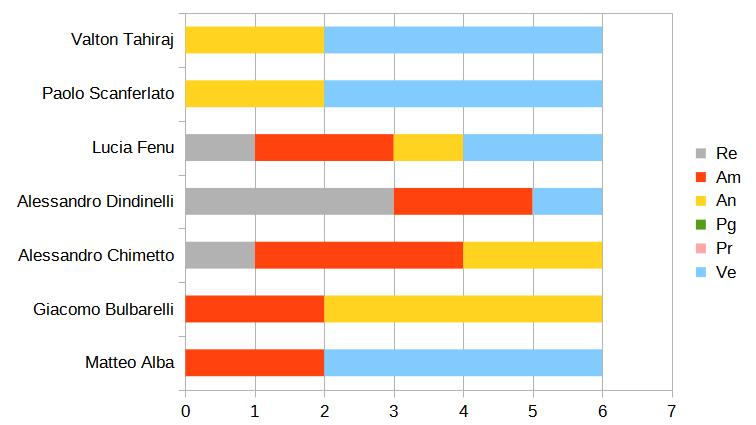 Valton Tahiraj
Paolo Scanferlato
Lucia Fenu
Alessandro Dindinelli
Alessandro Chimetto
Giacomo Bulbarelli
Matteo Alba
0 1 2 3 4 5 6 7
Re
Am
An
Pg
Pr
Ve